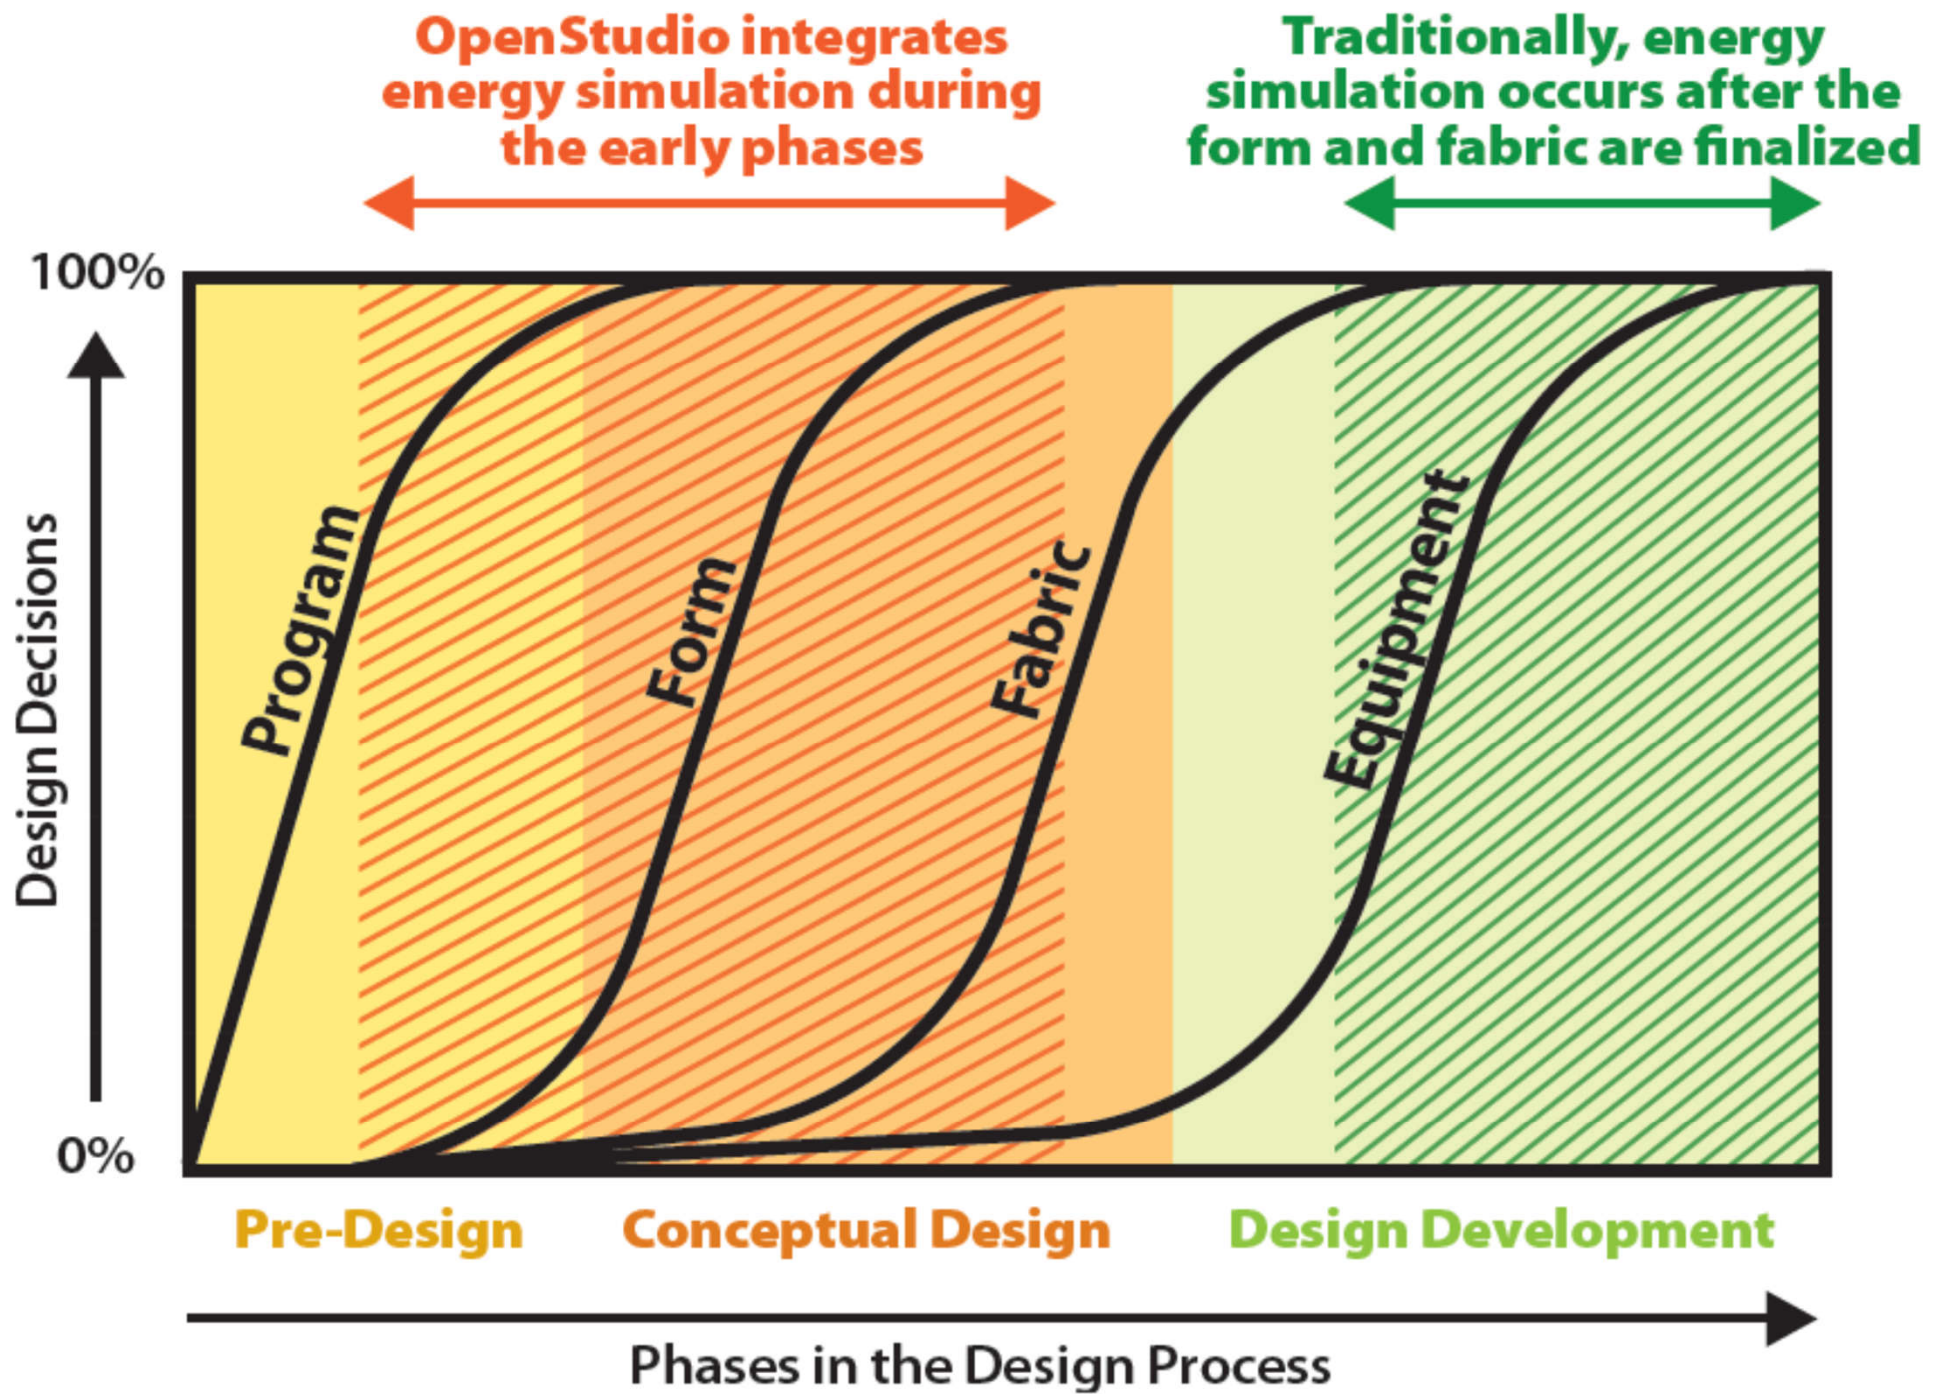 OpenStudio integrates
energy simulation during
the early phases
Traditionally, energy
simulation occurs after the
form and fabric are finalized
100%
Design Decisions
0%
Program
Form
Fabric
Equipment
Pre-Design
Conceptual Design
Design Development
Phases in the Design Process